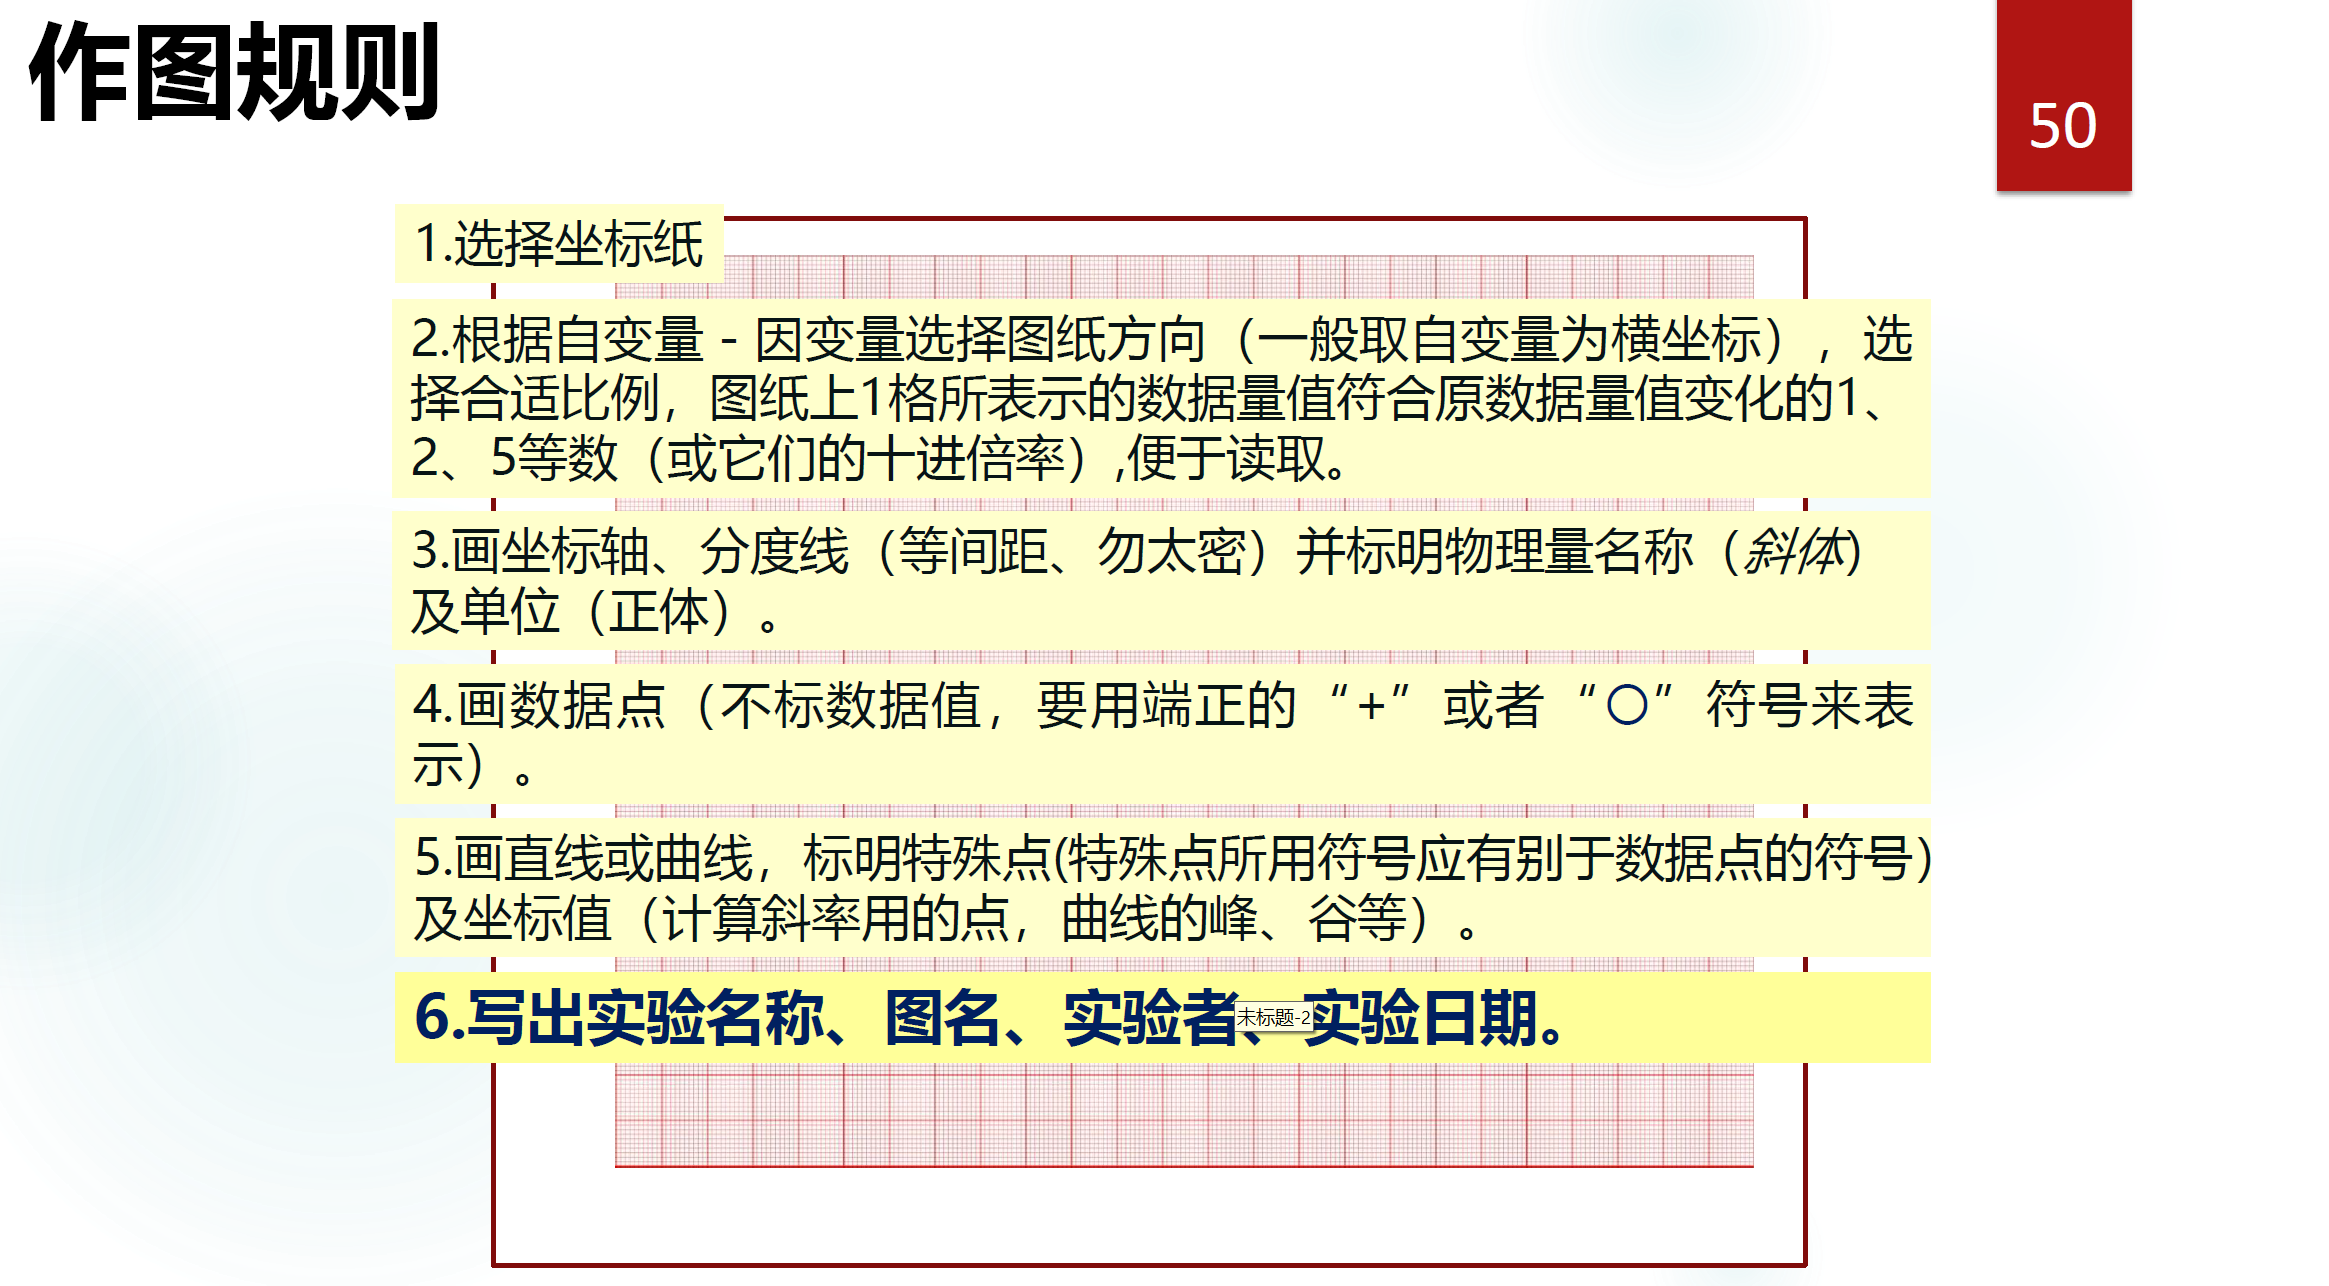 作图规则
50
1.选择坐标纸
2.根据自变量-因变量选择图纸方向（一般取自变量为横坐标），选
择合适比例，图纸上1格所表示的数据量值符合原数据量值变化的1、
2、5等数（或它们的十进倍率）,便于读取。
3.画坐标轴、分度线（等间距、勿太密）并标明物理量名称（斜体）
及单位（正体）。
4.画数据点（不标数据值，要用端正的“+”或者“〇”符号来表
示）。
5.画直线或曲线，标明特殊点(特殊点所用符号应有别于数据点的符号）
及坐标值（计算斜率用的点，曲线的峰、谷等）。
6.写出实验名称、图名、实验者、实验日期。
未标题-2